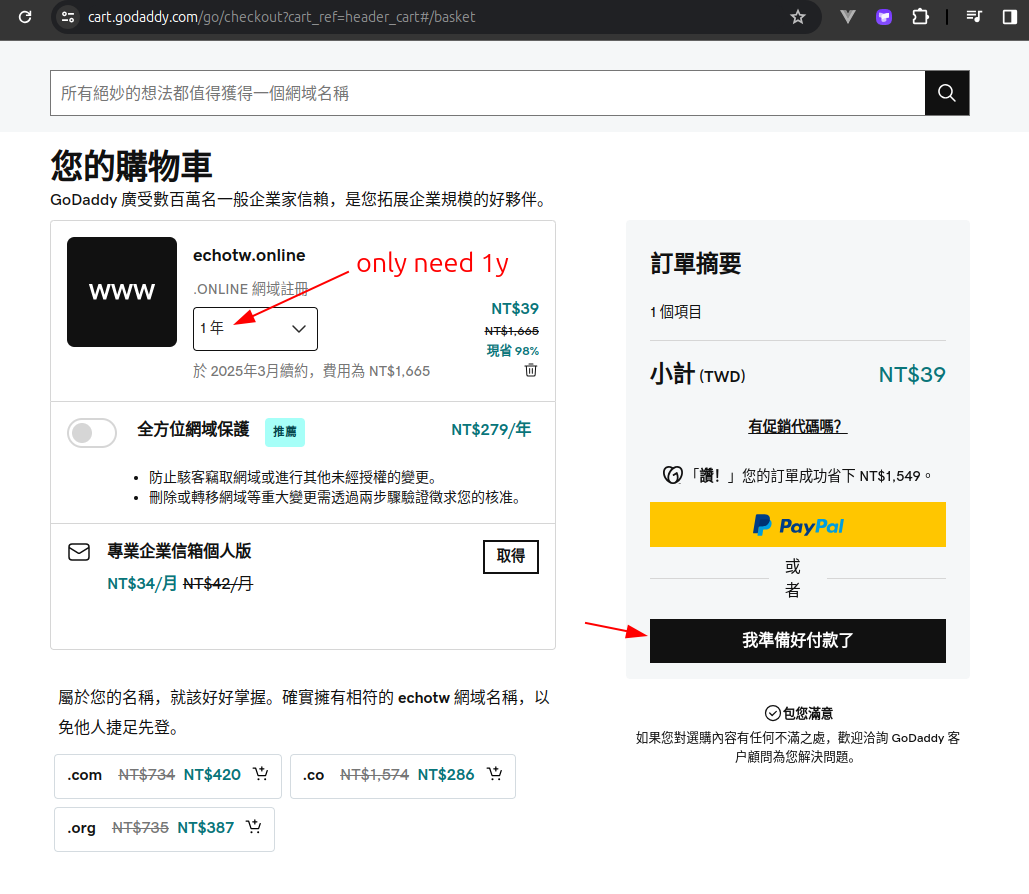 cart.godaddy.com/go/checkout?cart_ref=header_cart#/basket
所有絕妙的想法都值得獲得一個網域名稱
您的購物車
GoDaddy 廣受數百萬名一般企業家信賴，是您拓展企業規模的好夥伴。
www
echotw.online
only need 1y
.ONLINE 網域註冊
1 年
NT$39
NT$1,665
現省 98%
於 2025年3月續約，費用為 NT$1,665
全方位網域保護
推薦
NT$279/年
防止駭客竊取網域或進行其他未經授權的變更。
刪除或轉移網域等重大變更需透過兩步驟驗證徵求您的核准。
專業企業信箱個人版
NT$34/月 NT$42/月
取得
屬於您的名稱，就該好好掌握。確實擁有相符的 echotw 網域名稱，以
免他人捷足先登。
.com NT$734 NT$420
.co NT$1,574 NT$286
.org NT$735 NT$387
訂單摘要
1 個項目
小計 (TWD) NT$39
有促銷代碼嗎？
「讚！」您的訂單成功省下 NT$1,549。
PayPal
或
者
我準備好付款了
包您滿意
如果您對選購內容有任何不滿之處，歡迎洽詢 GoDaddy 客
戶顧問為您解決問題。